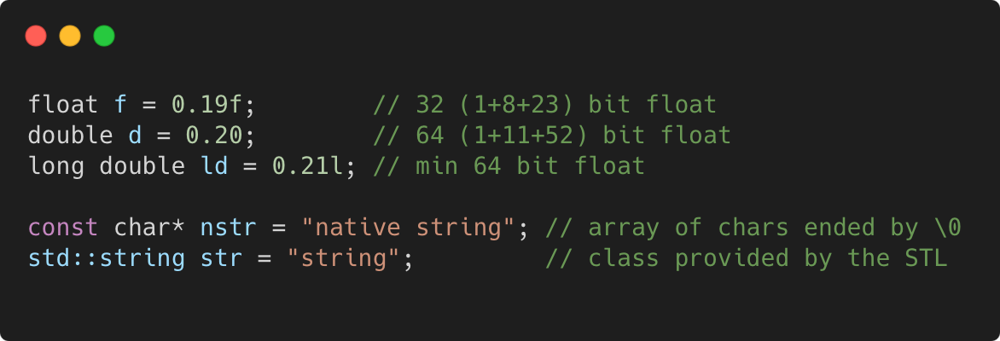 float f = 0.19f;        // 32 (1+8+23) bit float
double d = 0.20;        // 64 (1+11+52) bit float
long double ld = 0.21l; // min 64 bit float
const char* nstr = "native string"; // array of chars ended by \0
std::string str = "string";         // class provided by the STL